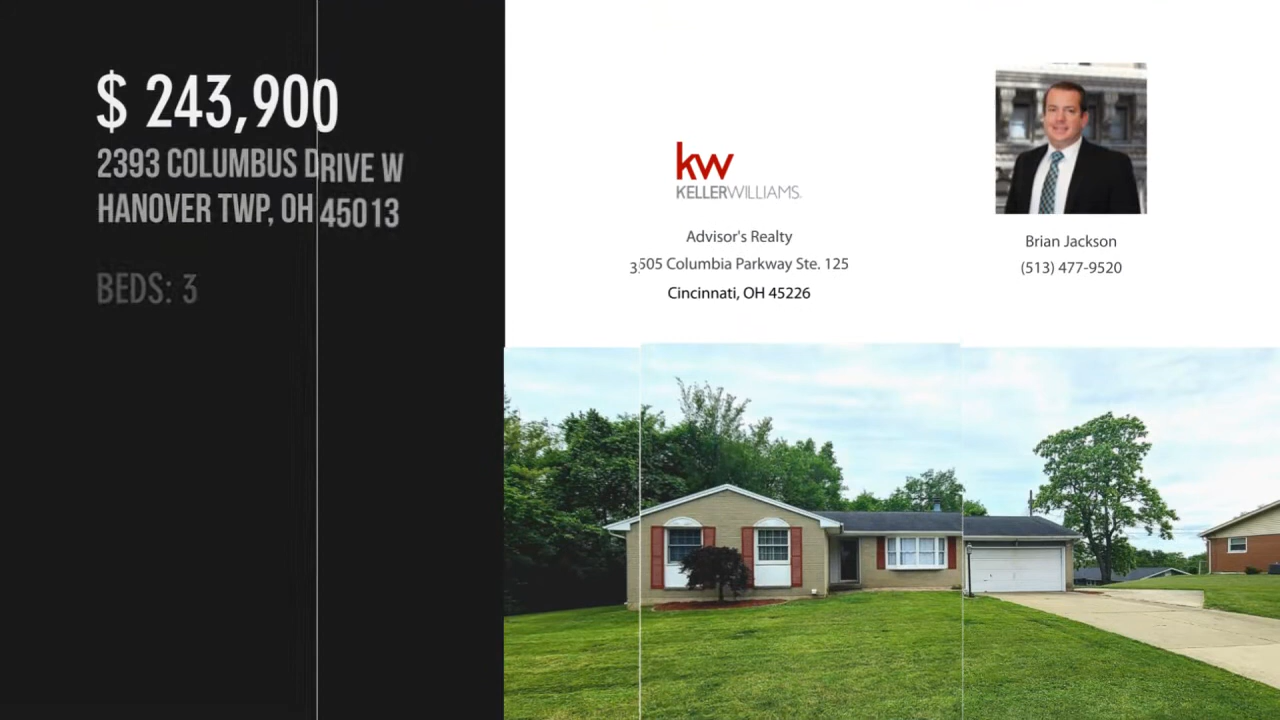 $ 243,900
2393 COLUMBUS DRIVE W
HANOVER TWP, OH 45013
BEDS: 3
kw
KELLERWILLIAMS.
Advisor's Realty
3505 Columbia Parkway Ste. 125
Cincinnati, OH 45226
Brian Jackson
(513) 477-9520